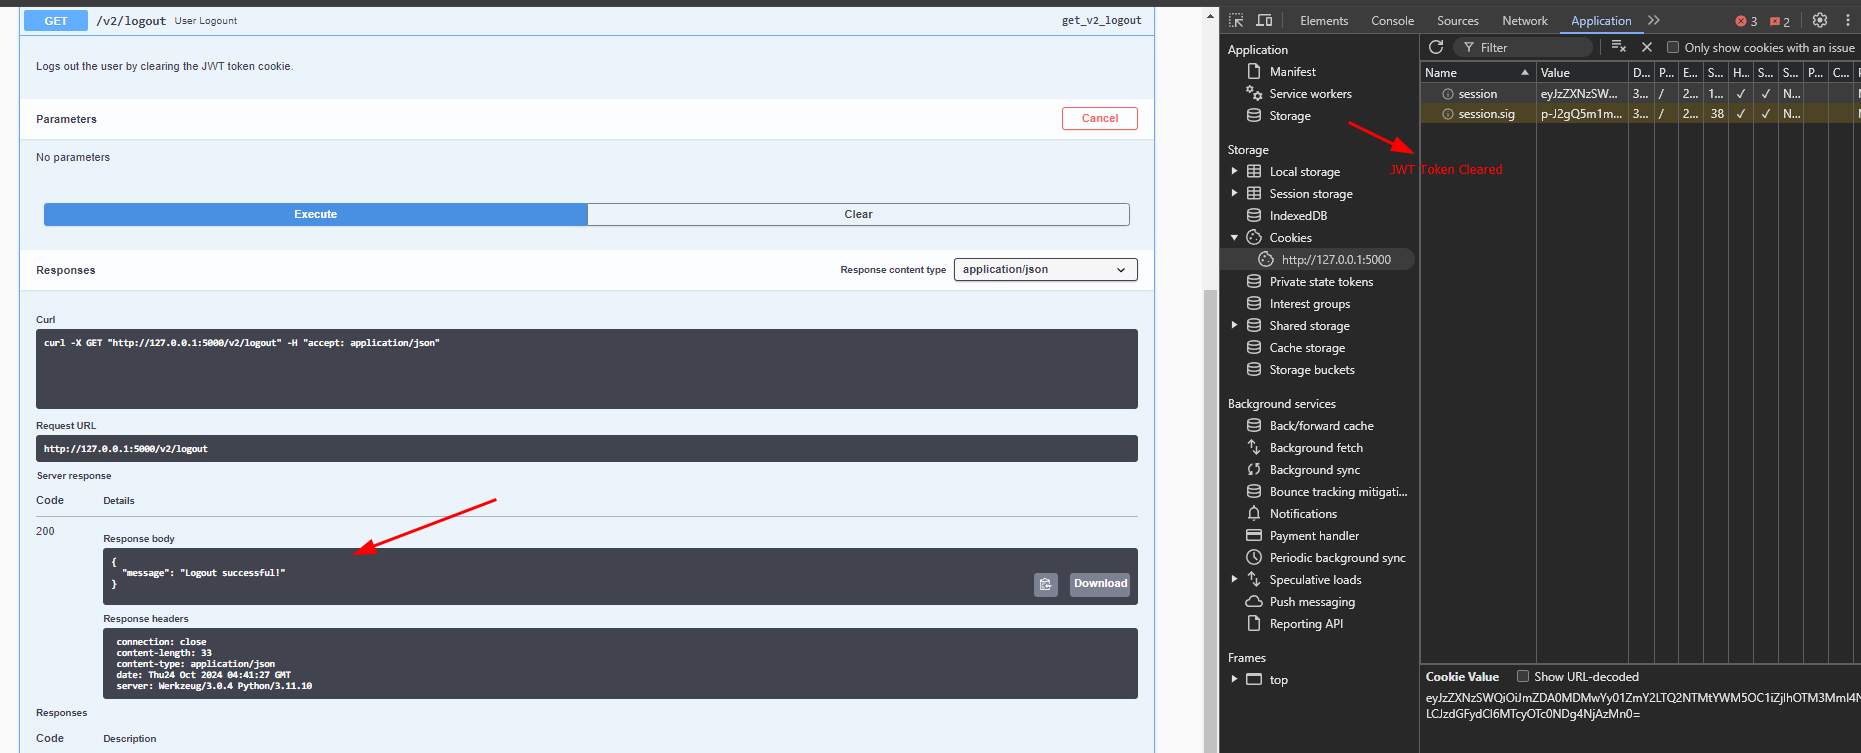 GET /v2/logout User Logount get_v2_logout
Logs out the user by clearing the JWT token cookie.
Parameters Cancel
No parameters
Execute Clear
Responses Response content type application/json
Curl
curl -X GET "http://127.0.0.1:5000/v2/logout" -H "accept: application/json"
Request URL
http://127.0.0.1:5000/v2/logout
Server response
Code Details
200
Response body
{
"message": "Logout successful!"
}
Download
Response headers
connection: close
content-length: 33
content-type: application/json
date: Thu24 Oct 2024 04:41:27 GMT
server: Werkzeug/3.0.4 Python/3.11.10
Responses
Code Description
Elements Console Sources Network Application 3 2
Application
Manifest
Service workers
Storage
Storage
Local storage
Session storage
IndexedDB
Cookies
http://127.0.0.1:5000
Private state tokens
Interest groups
Shared storage
Cache storage
Storage buckets
Background services
Back/forward cache
Background fetch
Background sync
Bounce tracking mitigati...
Notifications
Payment handler
Periodic background sync
Speculative loads
Push messaging
Reporting API
Frames
top
Filter Only show cookies with an issue
Name Value D... P... E... S... H... S... S... P... C...
session eyJzZXNzSW... 3... / 2... 1... ✓ ✓ N...
session.sig p-J2gQ5m1m... 3... / 2... 38 ✓ ✓ N...
JWT Token Cleared
Cookie Value Show URL-decoded